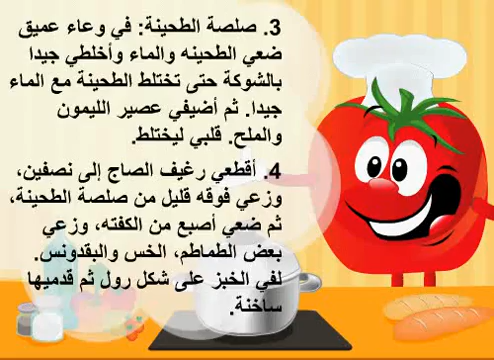 3. صلصة الطحينة: في وعاء عميق
ضعي الطحينه والماء وأخلطي جيدا
بالشوكة حتى تختلط الطحينة مع الماء
جيدا. ثم أضيفي عصير الليمون
والملح. قلبي ليختلط.
4. أقطعي رغيف الصاج إلى نصفين،
وزعي فوقه قليل من صلصة الطحينة،
ثم ضعي أصبع من الكفته، وزعي
بعض الطماطم، الخس والبقدونس.
لفي الخبز على شكل رول ثم قدميها
ساخنة.